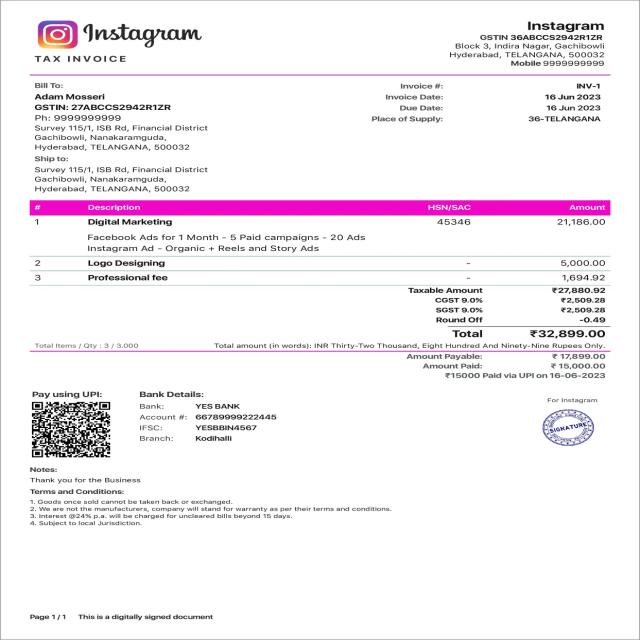 Instagram
TAX INVOICE
Instagram
GSTIN 36ABCCS2942R1ZR
Block 3, Indira Nagar, Gachibowli
Hyderabad, TELANGANA, 500032
Mobile 9999999999
Bill To:
Adam Mosseri
GSTIN: 27ABCCS2942R1ZR
Ph: 9999999999
Survey 115/1, ISB Rd, Financial District
Gachibowli, Nanakaramguda,
Hyderabad, TELANGANA, 500032
Ship to:
Survey 115/1, ISB Rd, Financial District
Gachibowli, Nanakaramguda,
Hyderabad, TELANGANA, 500032
Invoice #: INV-1
Invoice Date: 16 Jun 2023
Due Date: 16 Jun 2023
Place of Supply: 36-TELANGANA
# Description HSN/SAC Amount
1 Digital Marketing 45346 21,186.00
Facebook Ads for 1 Month - 5 Paid campaigns - 20 Ads
Instagram Ad - Organic + Reels and Story Ads
2 Logo Designing - 5,000.00
3 Professional fee - 1,694.92
Taxable Amount ₹27,880.92
CGST 9.0% ₹2,509.28
SGST 9.0% ₹2,509.28
Round Off -0.49
Total ₹32,899.00
Total Items / Qty : 3 / 3.000 Total amount (in words): INR Thirty-Two Thousand, Eight Hundred And Ninety-Nine Rupees Only.
Amount Payable: ₹ 17,899.00
Amount Paid: ₹ 15,000.00
₹15000 Paid via UPI on 16-06-2023
Pay using UPI:
Bank Details:
Bank: YES BANK
Account #: 66789999222445
IFSC: YESBBIN4567
Branch: Kodihalli
For Instagram
SIGNATURE
Notes:
Thank you for the Business
Terms and Conditions:
1. Goods once sold cannot be taken back or exchanged.
2. We are not the manufacturers, company will stand for warranty as per their terms and conditions.
3. Interest @24% p.a. will be charged for uncleared bills beyond 15 days.
4. Subject to local Jurisdiction.
Page 1 / 1 This is a digitally signed document